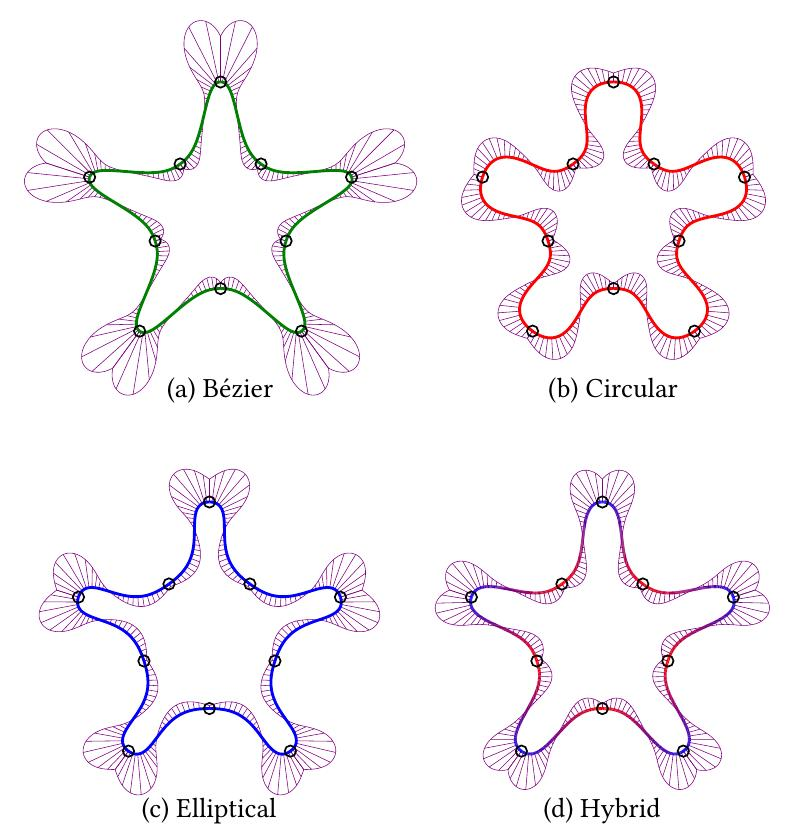 (a) Bézier
(b) Circular
(c) Elliptical
(d) Hybrid